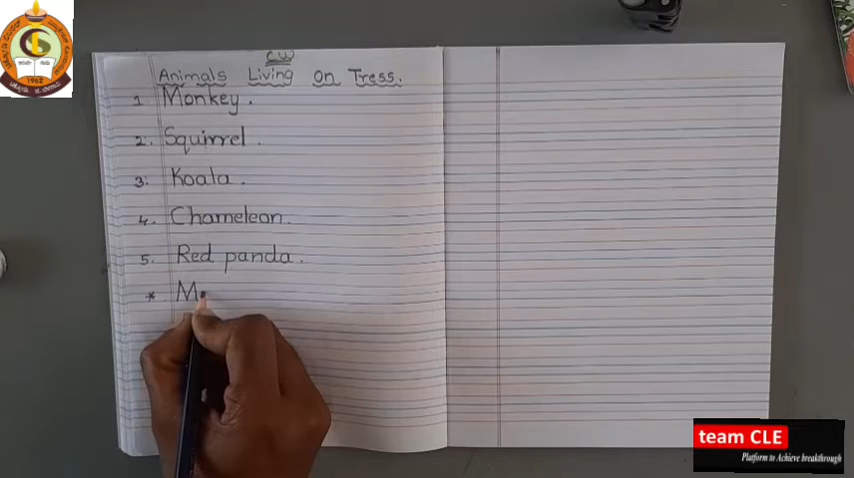 CW
Animals Living on Tress.
1. Monkey.
2. Squirrel.
3. Koala.
4. Chameleon.
5. Red panda.
* M
1962
team CLE
Platform to Achieve breakthrough